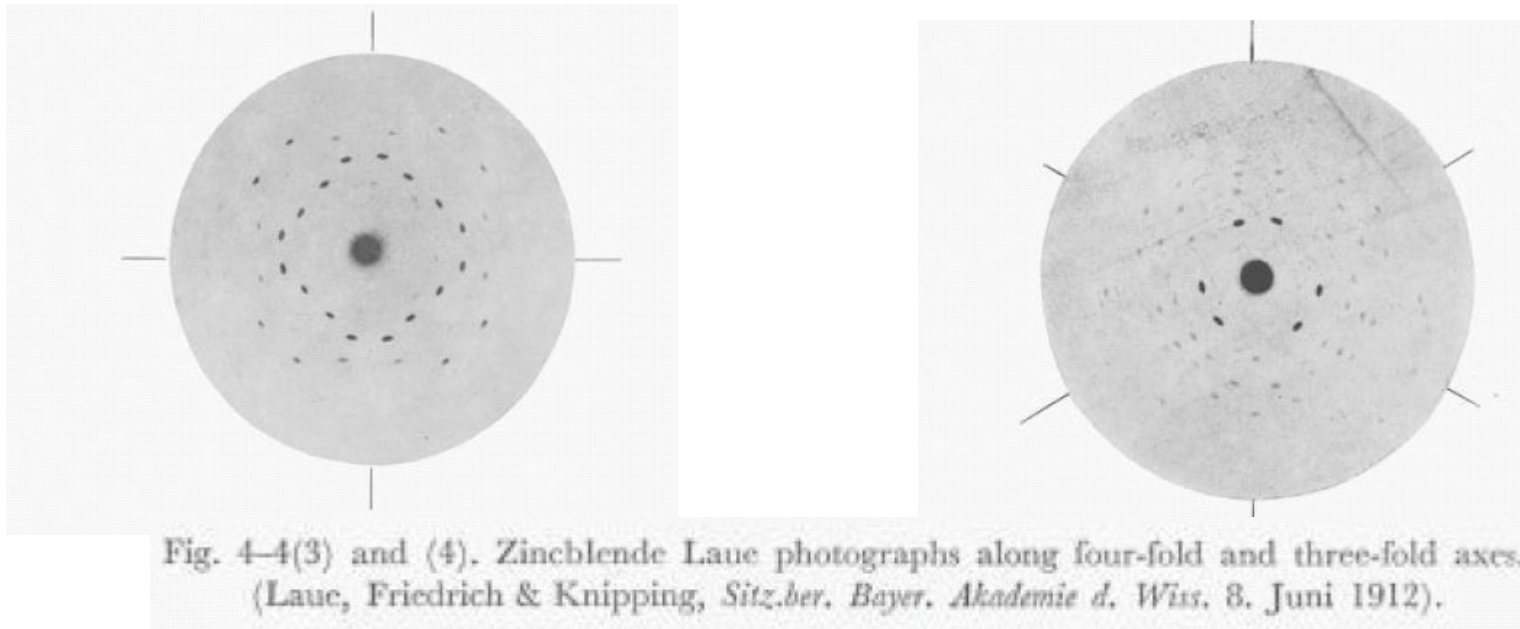 Fig. 4–4(3) and (4). Zincblende Laue photographs along four-fold and three-fold axes.
(Laue, Friedrich & Knipping, Sitz.ber. Bayer. Akademie d. Wiss. 8. Juni 1912).